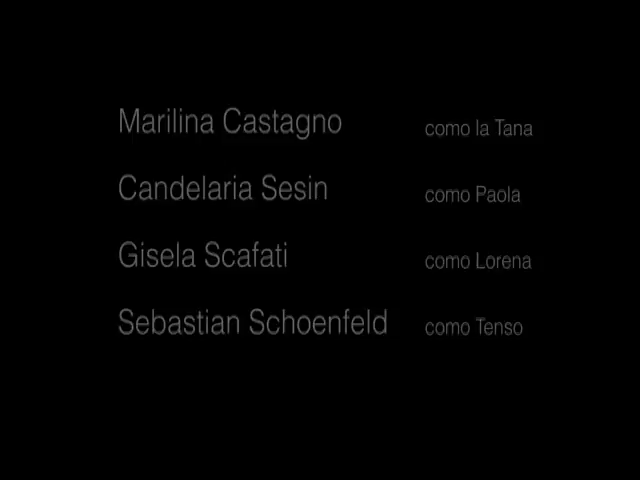 Marilina Castagno como la Tana
Candelaria Sesin como Paola
Gisela Scafati como Lorena
Sebastian Schoenfeld como Tenso